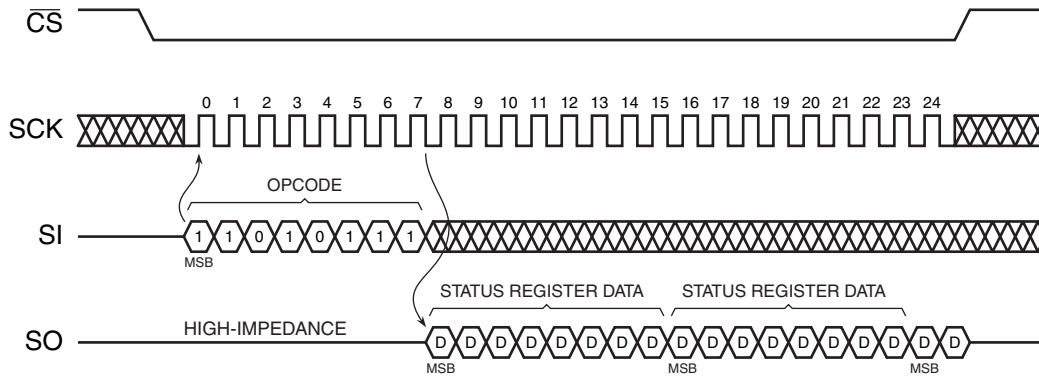 CS
0 1 2 3 4 5 6 7 8 9 10 11 12 13 14 15 16 17 18 19 20 21 22 23 24
SCK
OPCODE
SI 1 1 0 1 0 1 1 1
MSB
STATUS REGISTER DATA STATUS REGISTER DATA
HIGH-IMPEDANCE
SO D D D D D D D D D D D D D D D D D D
MSB MSB MSB